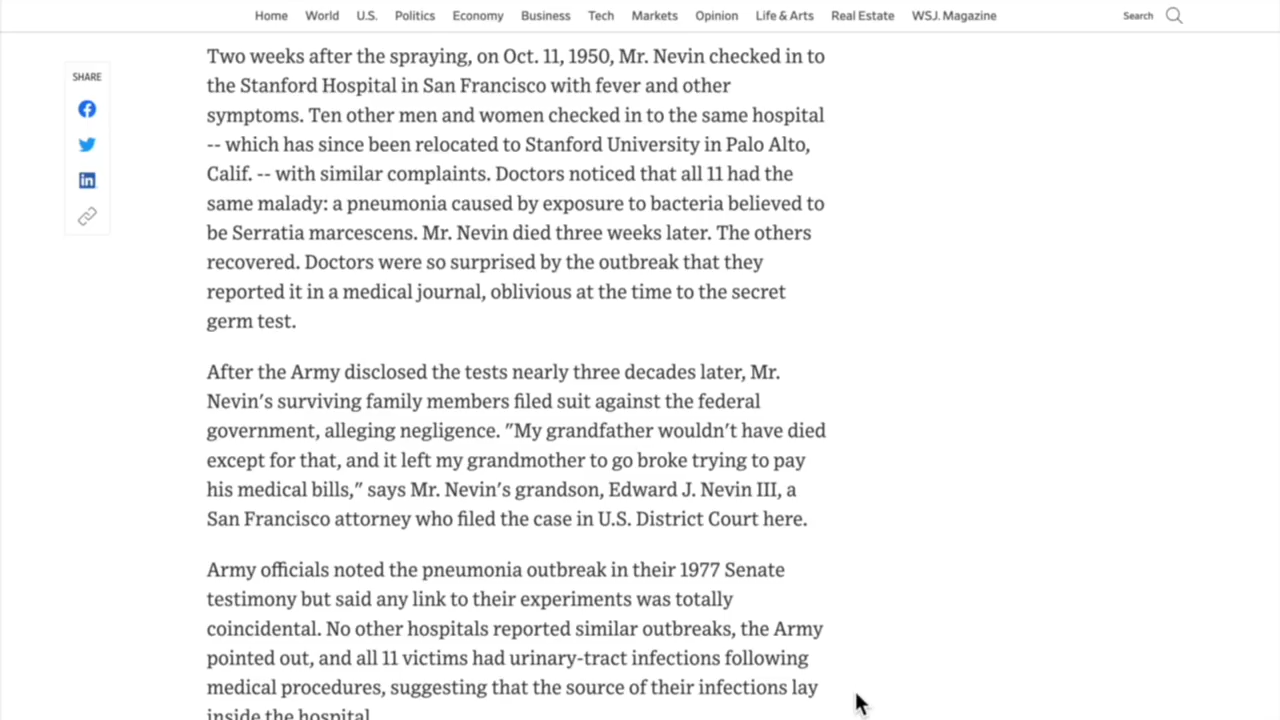 Home World U.S. Politics Economy Business Tech Markets Opinion Life & Arts Real Estate WSJ. Magazine Search
SHARE
Two weeks after the spraying, on Oct. 11, 1950, Mr. Nevin checked in to
the Stanford Hospital in San Francisco with fever and other
symptoms. Ten other men and women checked in to the same hospital
-- which has since been relocated to Stanford University in Palo Alto,
Calif. -- with similar complaints. Doctors noticed that all 11 had the
same malady: a pneumonia caused by exposure to bacteria believed to
be Serratia marcescens. Mr. Nevin died three weeks later. The others
recovered. Doctors were so surprised by the outbreak that they
reported it in a medical journal, oblivious at the time to the secret
germ test.
After the Army disclosed the tests nearly three decades later, Mr.
Nevin's surviving family members filed suit against the federal
government, alleging negligence. "My grandfather wouldn't have died
except for that, and it left my grandmother to go broke trying to pay
his medical bills," says Mr. Nevin's grandson, Edward J. Nevin III, a
San Francisco attorney who filed the case in U.S. District Court here.
Army officials noted the pneumonia outbreak in their 1977 Senate
testimony but said any link to their experiments was totally
coincidental. No other hospitals reported similar outbreaks, the Army
pointed out, and all 11 victims had urinary-tract infections following
medical procedures, suggesting that the source of their infections lay
inside the hospital.